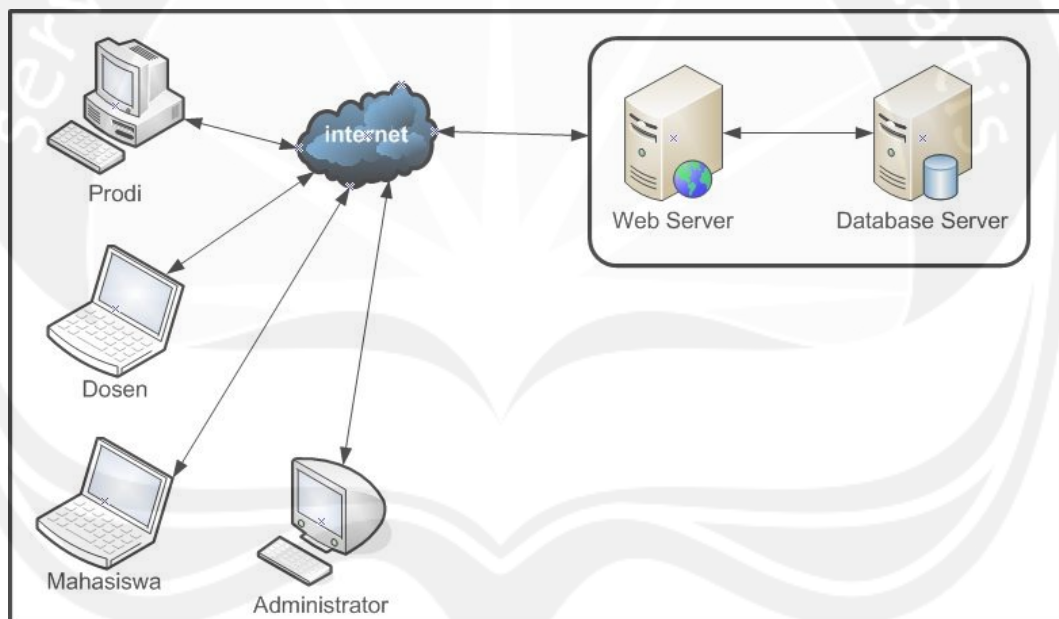 internet
Prodi
Web Server
Database Server
Dosen
Mahasiswa
Administrator